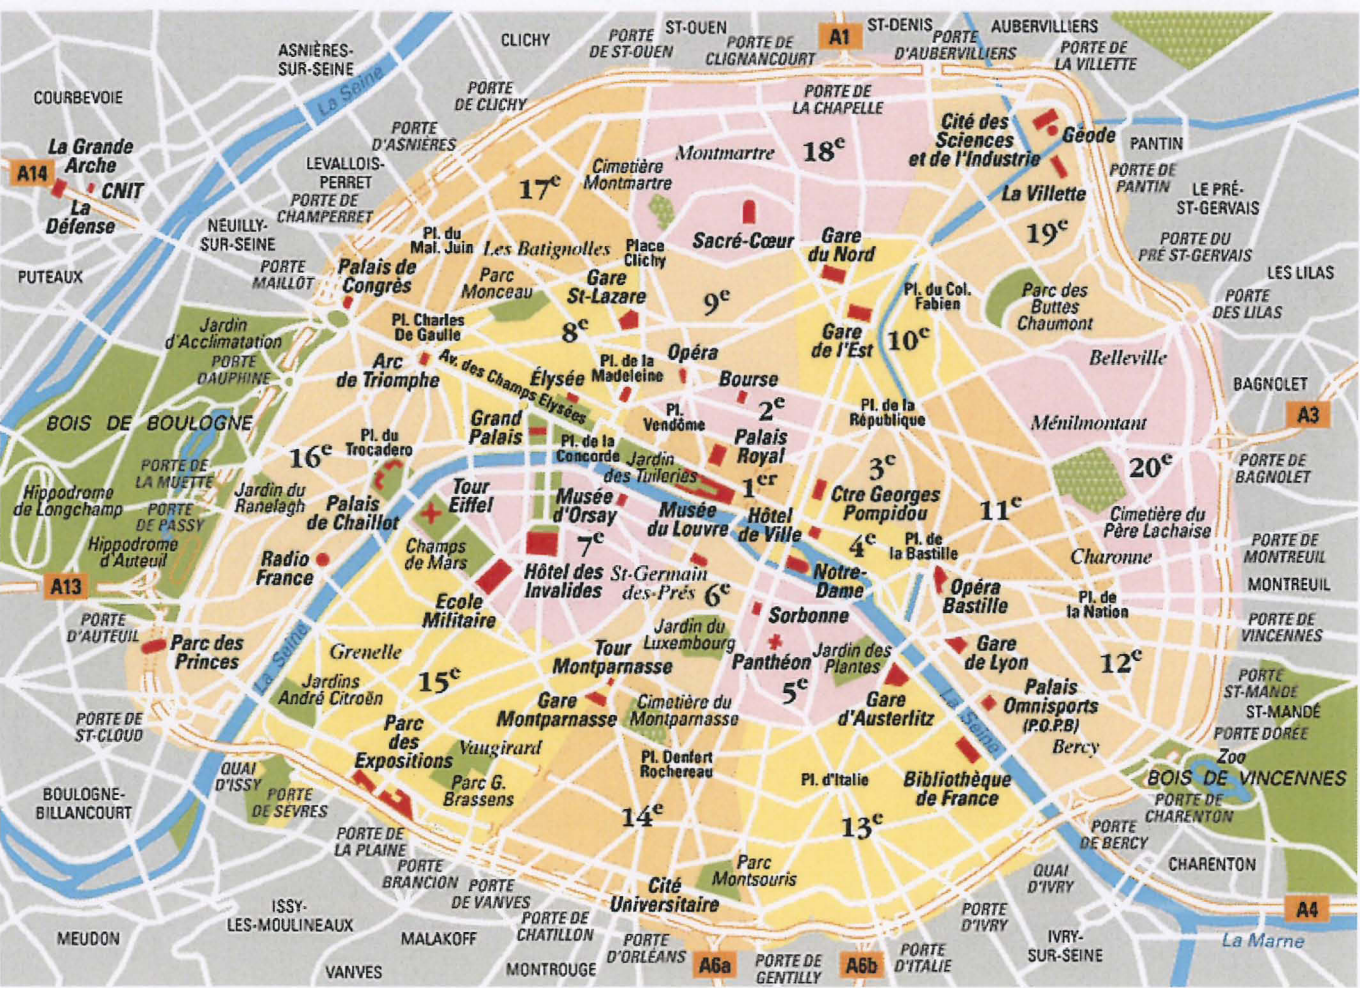 ST-OUEN
ST-DENIS
AUBERVILLIERS
CLICHY
PORTE
DE ST-OUEN
PORTE DE
CLIGNANCOURT
A1
PORTE
D'AUBERVILLIERS
PORTE DE
LA VILLETTE
ASNIÈRES-
SUR-SEINE
La Seine
COURBEVOIE
PORTE
DE CLICHY
PORTE DE
LA CHAPELLE
PORTE
D'ASNIÈRES
Cité des
Sciences
et de l'Industrie
Géode
PANTIN
La Grande
Arche
A14
CNIT
La
Défense
LEVALLOIS-
PERRET
PORTE DE
CHAMPERRET
17e
Cimetière
Montmartre
Montmartre
18e
PORTE DE
PANTIN
La Villette
LE PRÉ-
ST-GERVAIS
NEUILLY-
SUR-SEINE
Pl. du
Mal. Juin
Les Batignolles
Place
Clichy
Sacré-Cœur
Gare
du Nord
19e
PORTE DU
PRÉ ST-GERVAIS
PUTEAUX
PORTE
MAILLOT
Palais de
Congrès
Parc
Monceau
Gare
St-Lazare
9e
Pl. du Col.
Fabien
Parc des
Buttes
Chaumont
LES LILAS
PORTE
DES LILAS
Jardin
d'Acclimatation
PORTE
DAUPHINE
Pl. Charles
De Gaulle
8e
Gare
de l'Est
10e
Arc
de Triomphe
Av. des Champs Elysées
Élysée
Pl. de la
Madeleine
Opéra
Bourse
Belleville
BAGNOLET
A3
BOIS DE BOULOGNE
Grand
Palais
Pl.
Vendôme
2e
Pl. de la
République
Ménilmontant
16e
Pl. du
Trocadero
Pl. de la
Concorde
Jardin
des Tuileries
Palais
Royal
3e
20e
PORTE DE
BAGNOLET
PORTE DE
LA MUETTE
Hippodrome
de Longchamp
Jardin du
Ranelagh
Palais
de Chaillot
Tour
Eiffel
Musée
d'Orsay
1er
Musée
du Louvre
Hôtel
de Ville
Ctre Georges
Pompidou
11e
Cimetière du
Père Lachaise
PORTE
DE PASSY
Hippodrome
d'Auteuil
Radio
France
Champs
de Mars
7e
Hôtel des
Invalides
St-Germain
des-Prés
4e
Pl. de
la Bastille
Charonne
PORTE DE
MONTREUIL
MONTREUIL
A13
Ecole
Militaire
6e
Notre-
Dame
Opéra
Bastille
Pl. de
la Nation
PORTE
D'AUTEUIL
Parc des
Princes
La Seine
Grenelle
Tour
Montparnasse
Jardin du
Luxembourg
Sorbonne
Panthéon
Jardin des
Plantes
Gare
de Lyon
12e
PORTE DE
VINCENNES
Jardins
André Citroën
15e
Gare
Montparnasse
Cimetière du
Montparnasse
5e
Gare
d'Austerlitz
La Seine
Palais
Omnisports
(P.O.P.B)
PORTE
ST-MANDÉ
ST-MANDÉ
PORTE DE
ST-CLOUD
Parc
des
Expositions
Vaugirard
Parc G.
Brassens
Pl. Denfert
Rochereau
Pl. d'Italie
Bibliothèque
de France
Bercy
PORTE DORÉE
Zoo
BOIS DE VINCENNES
BOULOGNE-
BILLANCOURT
QUAI
D'ISSY
PORTE
DE SÈVRES
14e
13e
PORTE DE
CHARENTON
PORTE DE
LA PLAINE
PORTE
DE BERCY
CHARENTON
PORTE
BRANCION
PORTE
DE VANVES
Cité
Universitaire
Parc
Montsouris
QUAI
D'IVRY
A4
ISSY-
LES-MOULINEAUX
PORTE DE
CHATILLON
PORTE
D'IVRY
MEUDON
MALAKOFF
PORTE
D'ORLÉANS
PORTE
D'ITALIE
IVRY-
SUR-SEINE
La Marne
VANVES
MONTROUGE
A6a
PORTE DE
GENTILLY
A6b